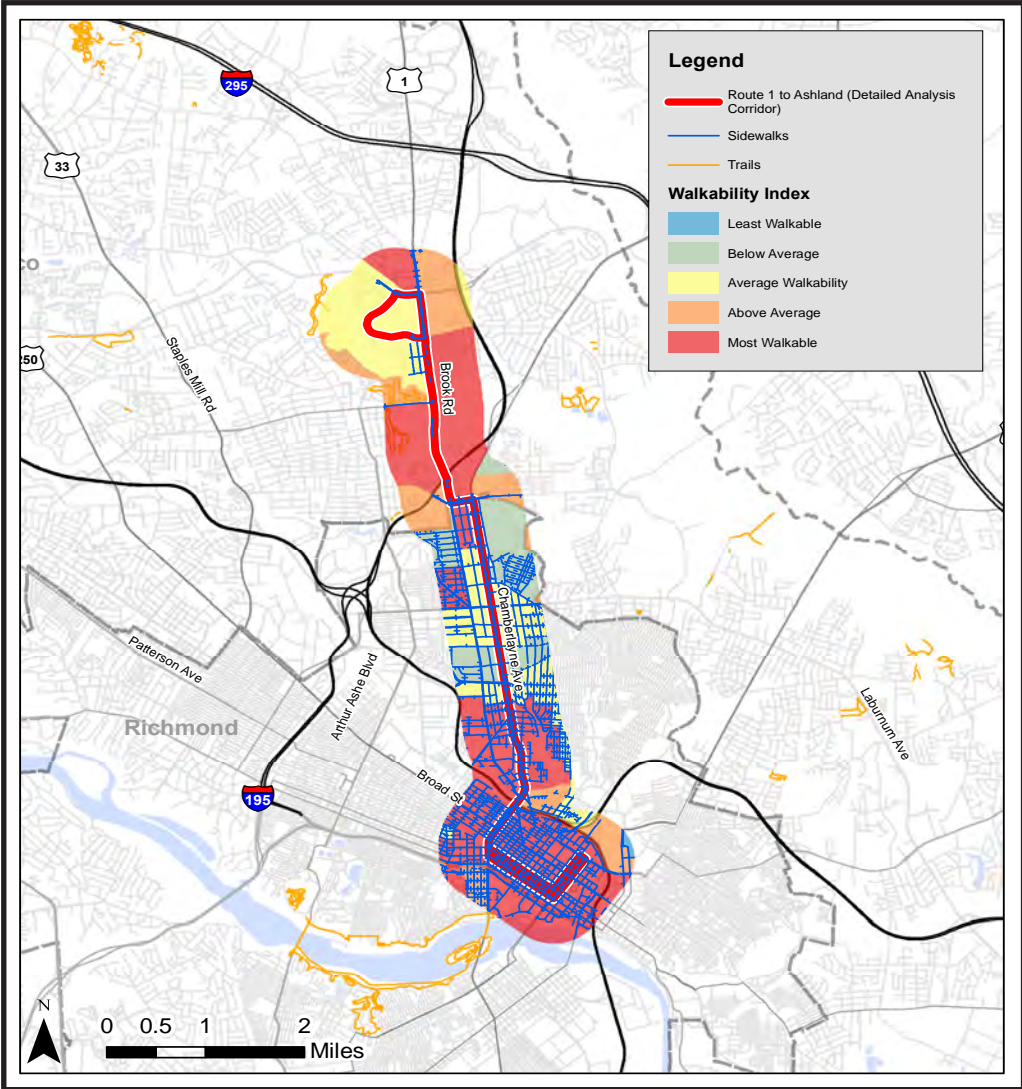 Legend
Route 1 to Ashland (Detailed Analysis
Corridor)
Sidewalks
Trails
Walkability Index
Least Walkable
Below Average
Average Walkability
Above Average
Most Walkable
295
1
33
co
250
Staples Mill Rd
Brook Rd
Chamberlayne Ave
Patterson Ave
Arthur Ashe Blvd
Richmond
Laburnum Ave
Broad St
195
N
0 0.5 1 2
Miles